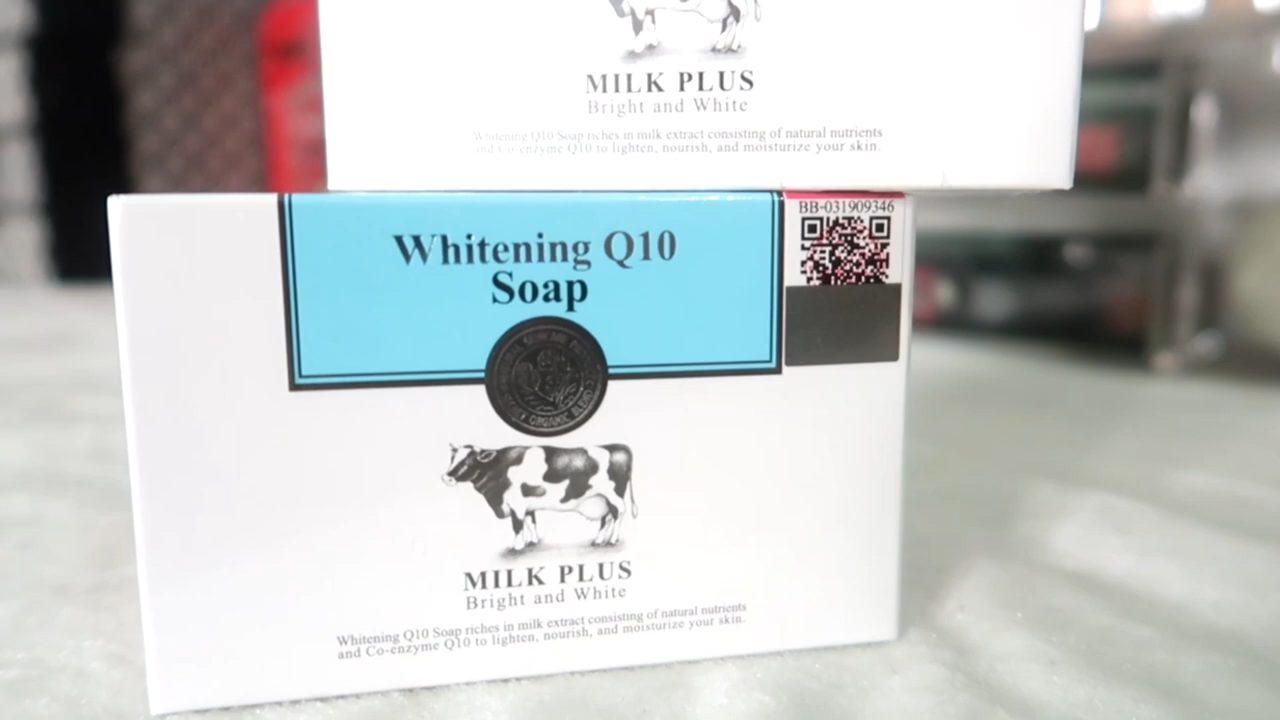 MILK PLUS
Bright and White
Whitening Q10 Soap riches in milk extract consisting of natural nutrients
and Co-enzyme Q10 to lighten, nourish, and moisturize your skin.
BB-031909346
Whitening Q10
Soap
ORGANIC BLEND
MILK PLUS
Bright and White
Whitening Q10 Soap riches in milk extract consisting of natural nutrients
and Co-enzyme Q10 to lighten, nourish, and moisturize your skin.